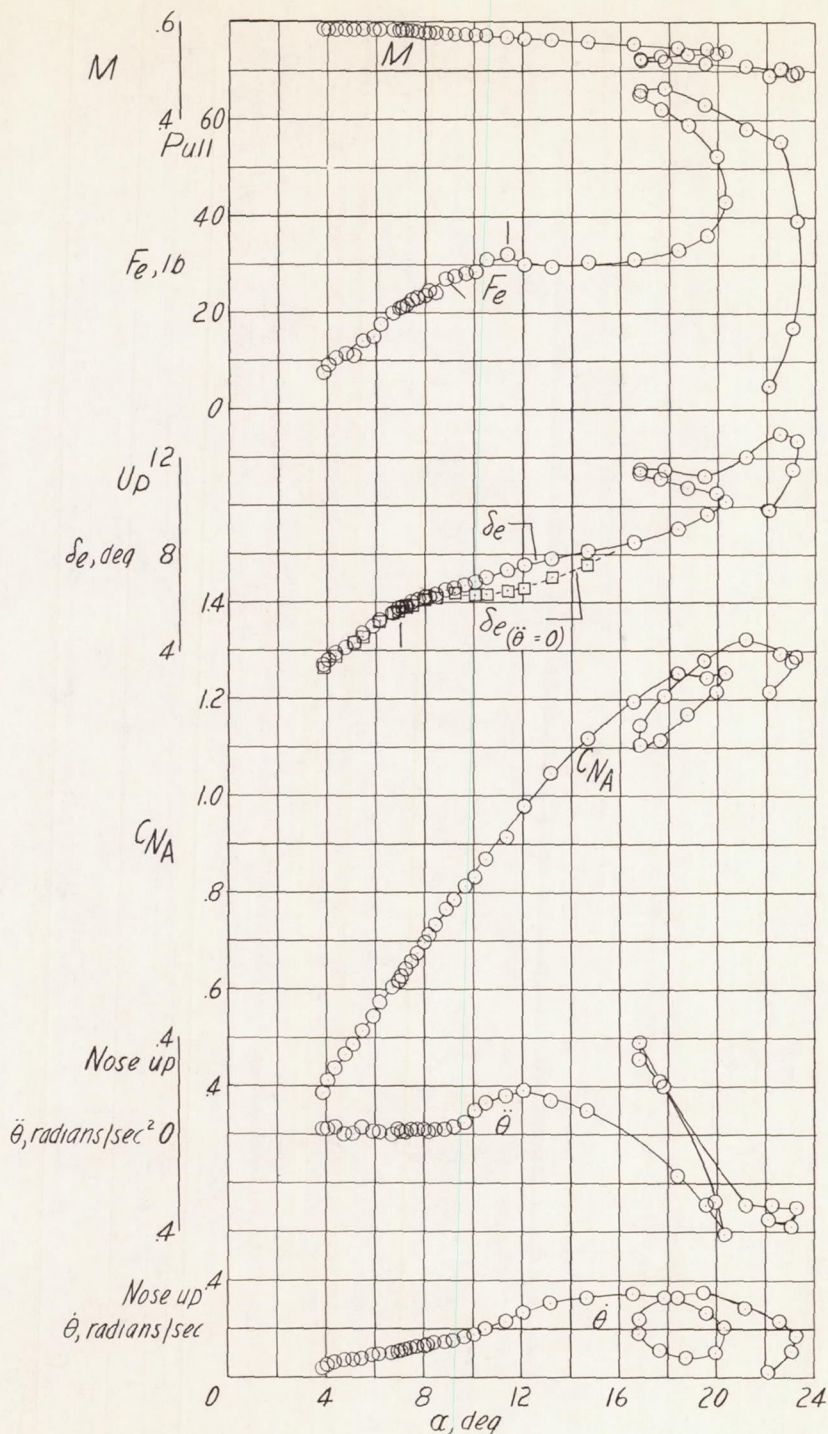 .6
M
M
.4 60
Pull
40
Fe, lb
Fe
20
0
Up 12
δe
δe, deg 8
1.4
δe(θ̈ = 0)
4
1.2
CNA
1.0
CNA
.8
.6
.4
Nose up
.4
θ̈, radians/sec² 0
θ̈
.4
.4
Nose up
θ̇, radians/sec
θ̇
0 4 8 12 16 20 24
α, deg